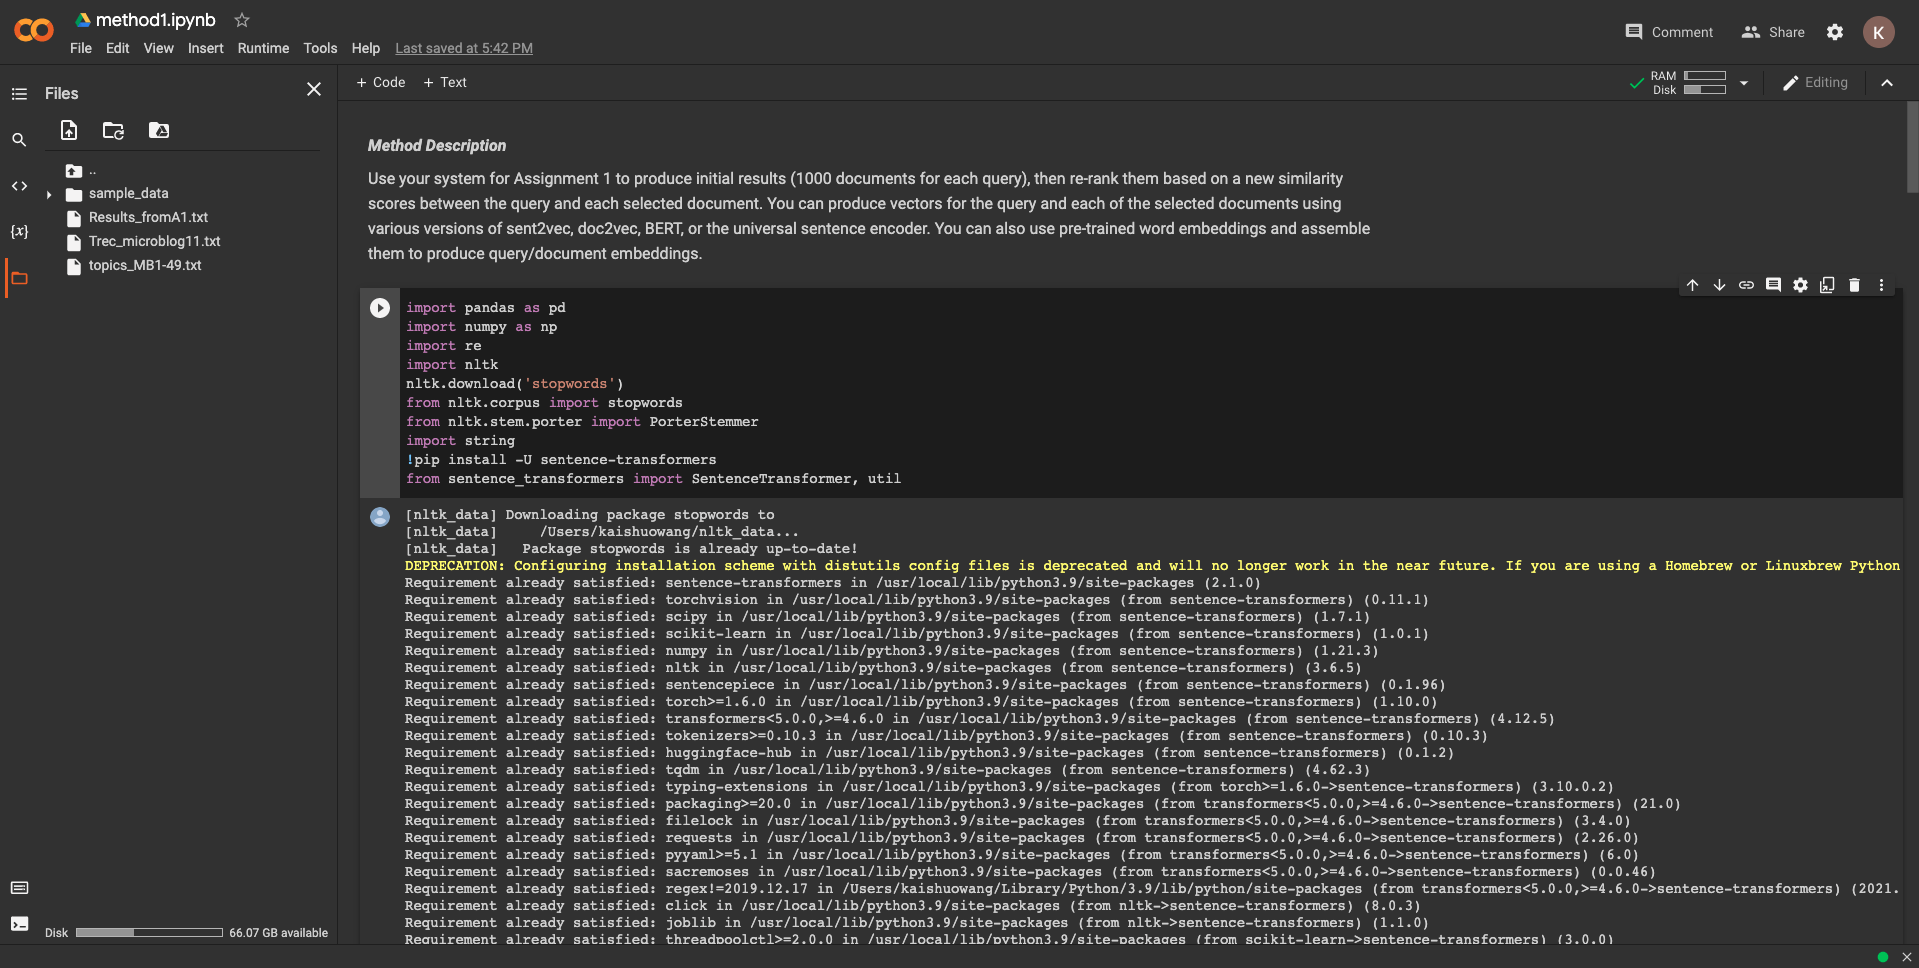 method1.ipynb
File Edit View Insert Runtime Tools Help Last saved at 5:42 PM
Comment Share K
Files
+ Code + Text
RAM
Disk
Editing
..
sample_data
Results_fromA1.txt
Trec_microblog11.txt
topics_MB1-49.txt
{x}
Method Description
Use your system for Assignment 1 to produce initial results (1000 documents for each query), then re-rank them based on a new similarity
scores between the query and each selected document. You can produce vectors for the query and each of the selected documents using
various versions of sent2vec, doc2vec, BERT, or the universal sentence encoder. You can also use pre-trained word embeddings and assemble
them to produce query/document embeddings.
import pandas as pd
import numpy as np
import re
import nltk
nltk.download('stopwords')
from nltk.corpus import stopwords
from nltk.stem.porter import PorterStemmer
import string
!pip install -U sentence-transformers
from sentence_transformers import SentenceTransformer, util
[nltk_data] Downloading package stopwords to
[nltk_data]     /Users/kaishuowang/nltk_data...
[nltk_data]   Package stopwords is already up-to-date!
DEPRECATION: Configuring installation scheme with distutils config files is deprecated and will no longer work in the near future. If you are using a Homebrew or Linuxbrew Python
Requirement already satisfied: sentence-transformers in /usr/local/lib/python3.9/site-packages (2.1.0)
Requirement already satisfied: torchvision in /usr/local/lib/python3.9/site-packages (from sentence-transformers) (0.11.1)
Requirement already satisfied: scipy in /usr/local/lib/python3.9/site-packages (from sentence-transformers) (1.7.1)
Requirement already satisfied: scikit-learn in /usr/local/lib/python3.9/site-packages (from sentence-transformers) (1.0.1)
Requirement already satisfied: numpy in /usr/local/lib/python3.9/site-packages (from sentence-transformers) (1.21.3)
Requirement already satisfied: nltk in /usr/local/lib/python3.9/site-packages (from sentence-transformers) (3.6.5)
Requirement already satisfied: sentencepiece in /usr/local/lib/python3.9/site-packages (from sentence-transformers) (0.1.96)
Requirement already satisfied: torch>=1.6.0 in /usr/local/lib/python3.9/site-packages (from sentence-transformers) (1.10.0)
Requirement already satisfied: transformers<5.0.0,>=4.6.0 in /usr/local/lib/python3.9/site-packages (from sentence-transformers) (4.12.5)
Requirement already satisfied: tokenizers>=0.10.3 in /usr/local/lib/python3.9/site-packages (from sentence-transformers) (0.10.3)
Requirement already satisfied: huggingface-hub in /usr/local/lib/python3.9/site-packages (from sentence-transformers) (0.1.2)
Requirement already satisfied: tqdm in /usr/local/lib/python3.9/site-packages (from sentence-transformers) (4.62.3)
Requirement already satisfied: typing-extensions in /usr/local/lib/python3.9/site-packages (from torch>=1.6.0->sentence-transformers) (3.10.0.2)
Requirement already satisfied: packaging>=20.0 in /usr/local/lib/python3.9/site-packages (from transformers<5.0.0,>=4.6.0->sentence-transformers) (21.0)
Requirement already satisfied: filelock in /usr/local/lib/python3.9/site-packages (from transformers<5.0.0,>=4.6.0->sentence-transformers) (3.4.0)
Requirement already satisfied: requests in /usr/local/lib/python3.9/site-packages (from transformers<5.0.0,>=4.6.0->sentence-transformers) (2.26.0)
Requirement already satisfied: pyyaml>=5.1 in /usr/local/lib/python3.9/site-packages (from transformers<5.0.0,>=4.6.0->sentence-transformers) (6.0)
Requirement already satisfied: sacremoses in /usr/local/lib/python3.9/site-packages (from transformers<5.0.0,>=4.6.0->sentence-transformers) (0.0.46)
Requirement already satisfied: regex!=2019.12.17 in /Users/kaishuowang/Library/Python/3.9/lib/python/site-packages (from transformers<5.0.0,>=4.6.0->sentence-transformers) (2021.
Requirement already satisfied: click in /usr/local/lib/python3.9/site-packages (from nltk->sentence-transformers) (8.0.3)
Requirement already satisfied: joblib in /usr/local/lib/python3.9/site-packages (from nltk->sentence-transformers) (1.1.0)
Requirement already satisfied: threadpoolctl>=2.0.0 in /usr/local/lib/python3.9/site-packages (from scikit-learn->sentence-transformers) (3.0.0)
Disk 66.07 GB available